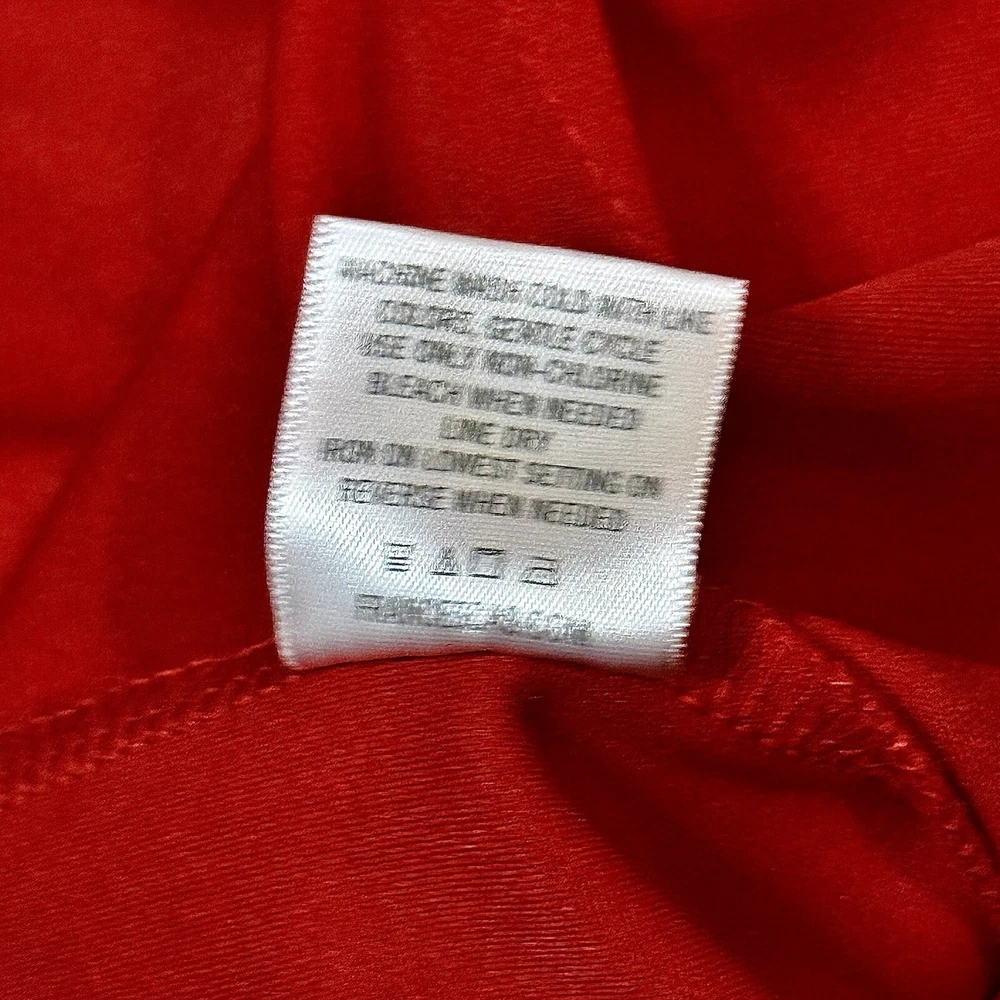 MACHINE WASH COLD WITH LIKE
COLORS. GENTLE CYCLE
USE ONLY NON-CHLORINE
BLEACH WHEN NEEDED
LINE DRY
IRON ON LOWEST SETTING ON
REVERSE WHEN NEEDED